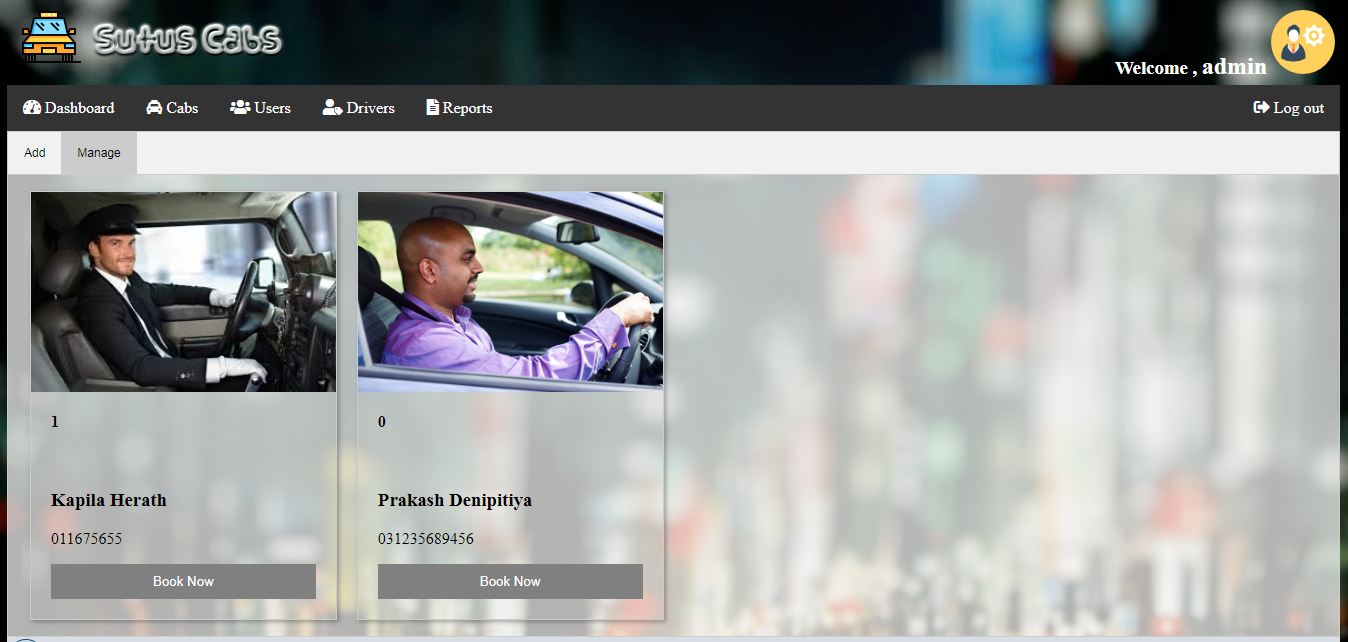 Sutus Cabs
Welcome , admin
Dashboard Cabs Users Drivers Reports Log out
Add Manage
1
0
Kapila Herath
Prakash Denipitiya
011675655
031235689456
Book Now
Book Now